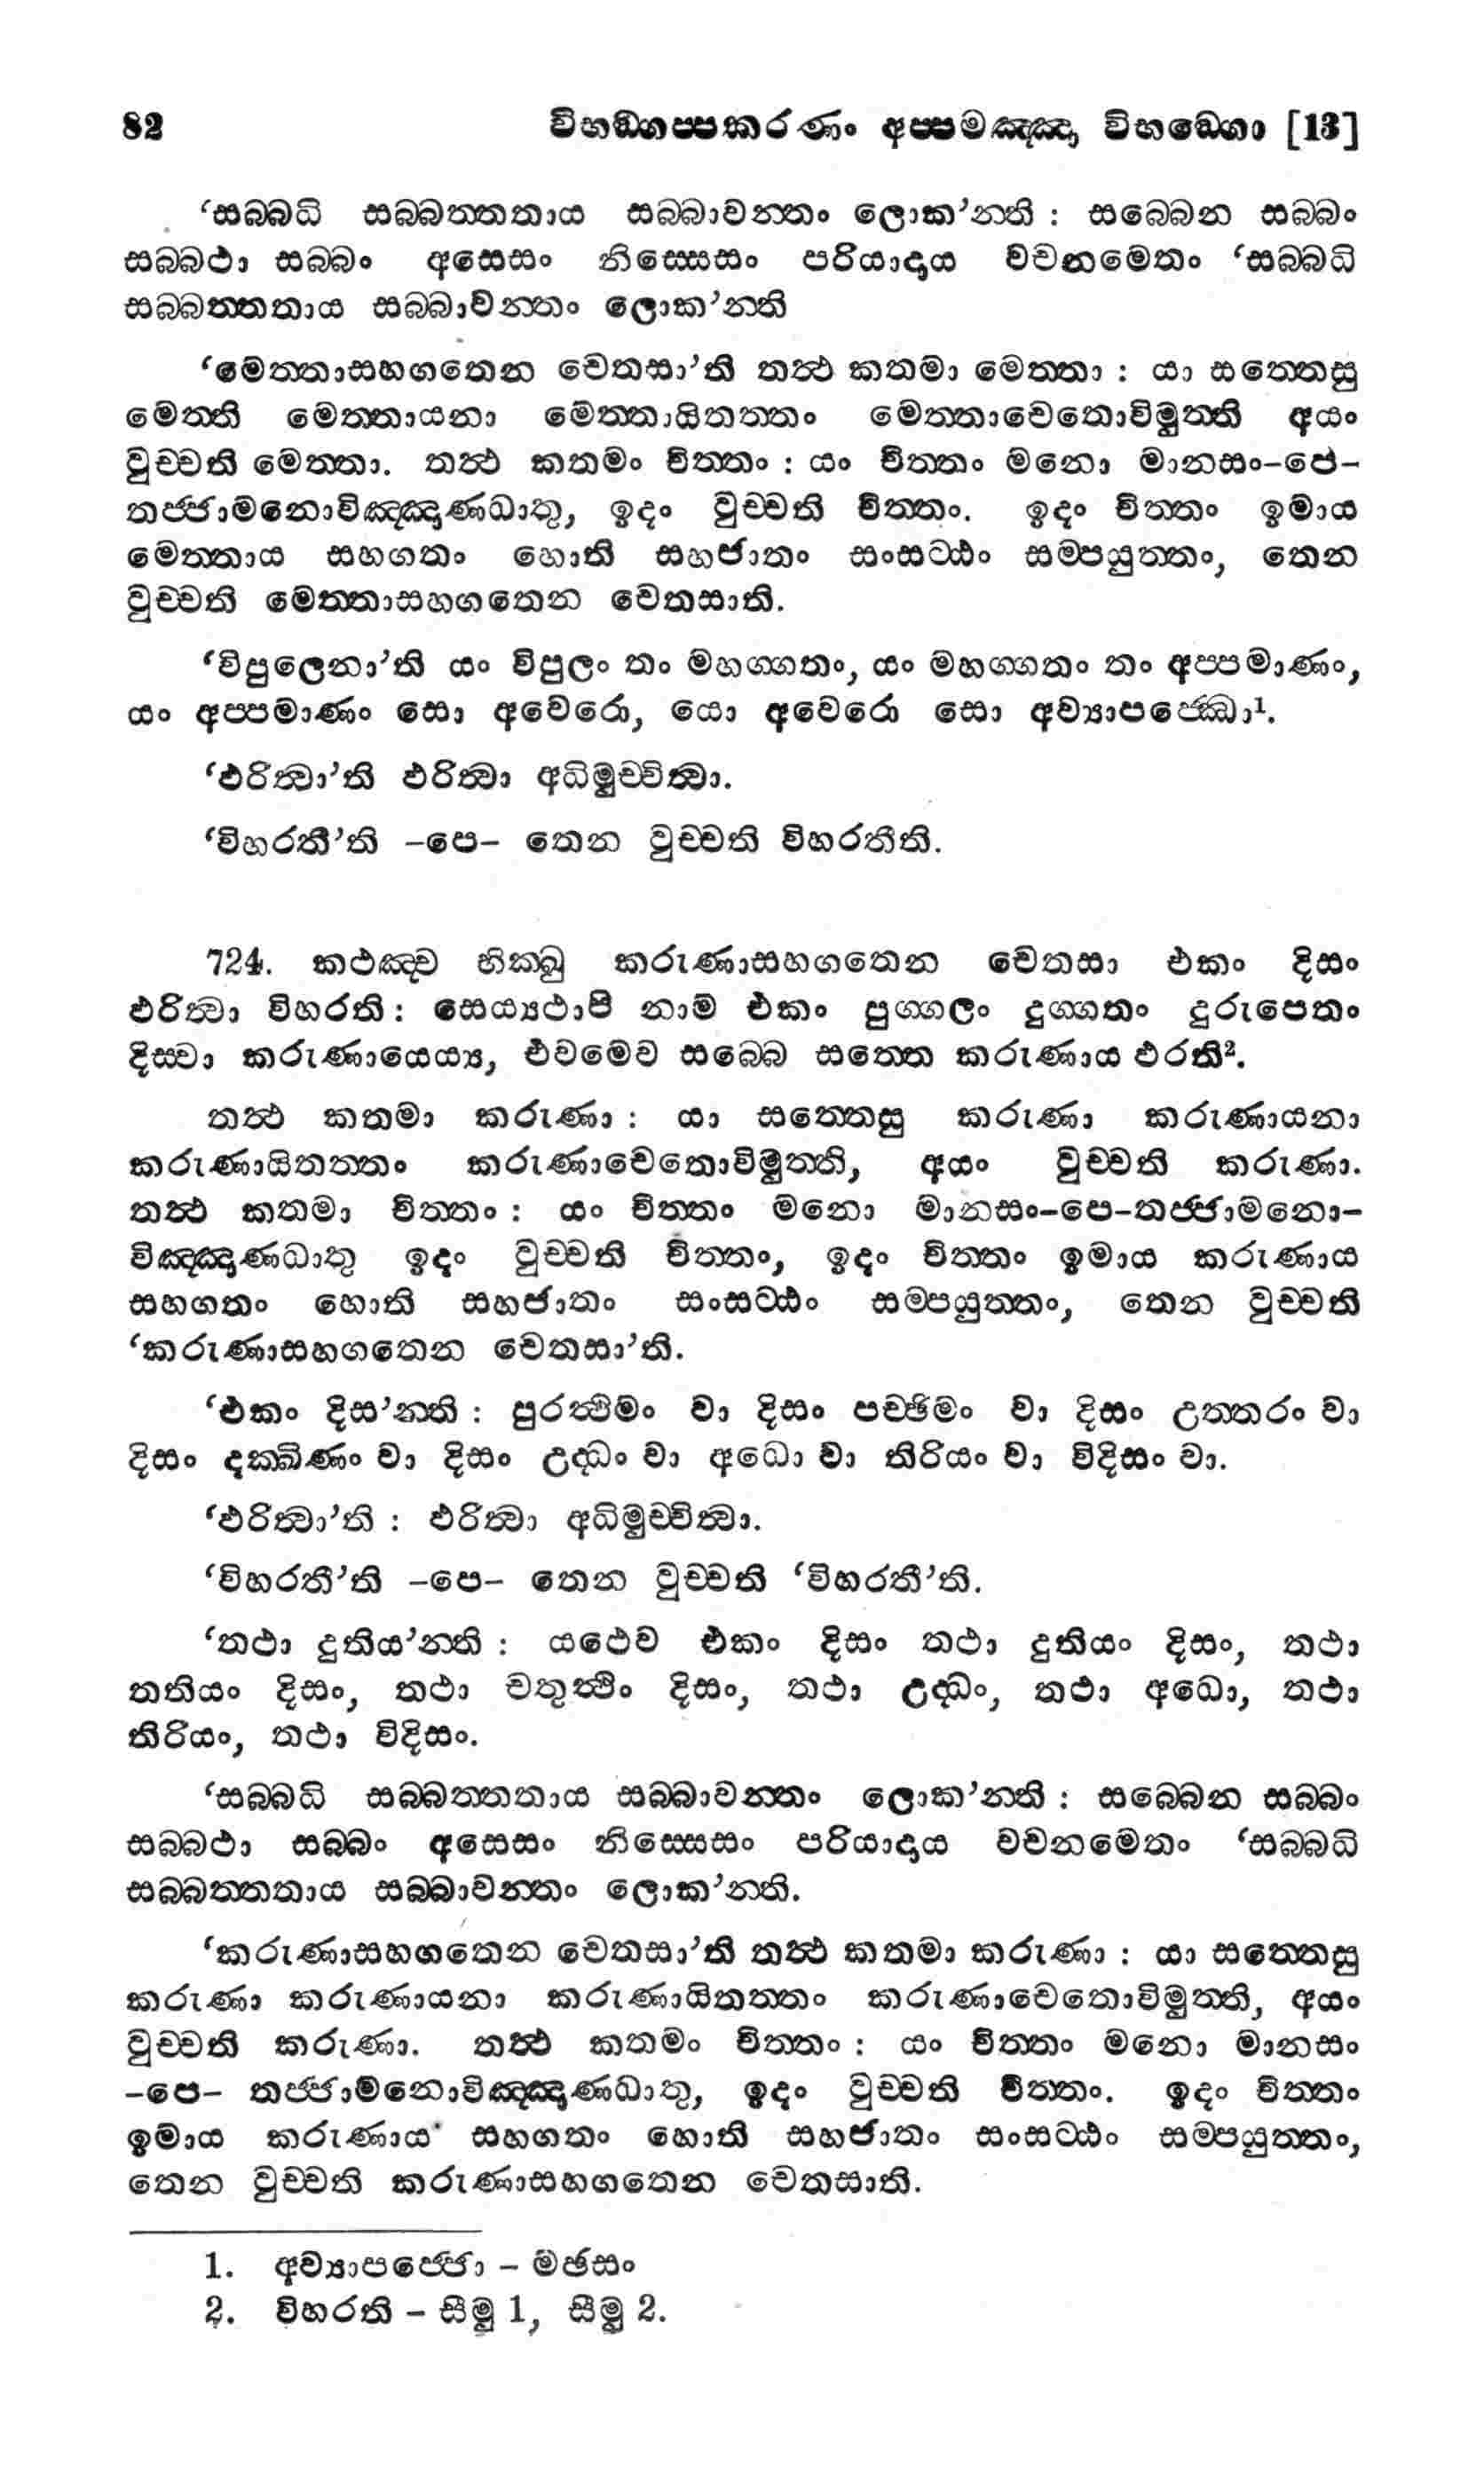 82 විභඞ්ගප්පකරණං අප්පමඤ්ඤා විභඞ්ගො [13]
‘සබ්බධි සබ්බත්තතාය සබ්බාවන්තං ලොක’න්ති : සබ්බෙන සබ්බං
සබ්බථා සබ්බං අසෙසං නිස්සෙසං පරියාදාය වචනමෙතං ‘සබ්බධි
සබ්බත්තතාය සබ්බාවන්තං ලොක’න්ති
‘මෙත්තාසහගතෙන චෙතසා’ති තත්ථ කතමා මෙත්තා : යා සත්තෙසු
මෙත්ති මෙත්තායනා මෙත්තායිතත්තං මෙත්තාචෙතොවිමුත්ති අයං
වුච්චති මෙත්තා. තත්ථ කතමං චිත්තං : යං චිත්තං මනො මානසං-පෙ-
තජ්ජාමනොවිඤ්ඤාණධාතු, ඉදං වුච්චති චිත්තං. ඉදං චිත්තං ඉමාය
මෙත්තාය සහගතං හොති සහජාතං සංසට්ඨං සම්පයුත්තං, තෙන
වුච්චති මෙත්තාසහගතෙන චෙතසාති.
‘විපුලෙනා’ති යං විපුලං තං මහග්ගතං, යං මහග්ගතං තං අප්පමාණං,
යං අප්පමාණං සො අවෙරො, යො අවෙරො සො අව්‍යාපජ්ඣො¹.
‘ඵරිත්‍වා’ති ඵරිත්‍වා අධිමුච්චිත්‍වා.
‘විහරතී’ති -පෙ- තෙන වුච්චති විහරතීති.
724. කථඤ්ච භික්ඛු කරුණාසහගතෙන චෙතසා එකං දිසං
ඵරිත්‍වා විහරති : සෙය්‍යථාපි නාම එකං පුග්ගලං දුග්ගතං දුරුපෙතං
දිස්වා කරුණායෙය්‍ය, එවමෙව සබ්බෙ සත්තෙ කරුණාය ඵරති².
තත්ථ කතමා කරුණා : යා සත්තෙසු කරුණා කරුණායනා
කරුණායිතත්තං කරුණාචෙතොවිමුත්ති, අයං වුච්චති කරුණා.
තත්ථ කතමා චිත්තං : යං චිත්තං මනො මානසං-පෙ-තජ්ජාමනො-
විඤ්ඤාණධාතු ඉදං වුච්චති චිත්තං, ඉදං චිත්තං ඉමාය කරුණාය
සහගතං හොති සහජාතං සංසට්ඨං සම්පයුත්තං, තෙන වුච්චති
‘කරුණාසහගතෙන චෙතසා’ති.
‘එකං දිස’න්ති : පුරත්ථිමං වා දිසං පච්ඡිමං වා දිසං උත්තරං වා
දිසං දක්ඛිණං වා දිසං උද්ධං වා අධො වා තිරියං වා විදිසං වා.
‘ඵරිත්‍වා’ති : ඵරිත්‍වා අධිමුච්චිත්‍වා.
‘විහරතී’ති -පෙ- තෙන වුච්චති ‘විහරතී’ති.
‘තථා දුතිය’න්ති : යථෙව එකං දිසං තථා දුතියං දිසං, තථා
තතියං දිසං, තථා චතුත්ථිං දිසං, තථා උද්ධං, තථා අධො, තථා
තිරියං, තථා විදිසං.
‘සබ්බධි සබ්බත්තතාය සබ්බාවන්තං ලොක’න්ති : සබ්බෙන සබ්බං
සබ්බථා සබ්බං අසෙසං නිස්සෙසං පරියාදාය වචනමෙතං ‘සබ්බධි
සබ්බත්තතාය සබ්බාවන්තං ලොක’න්ති.
‘කරුණාසහගතෙන චෙතසා’ති තත්ථ කතමා කරුණා : යා සත්තෙසු
කරුණා කරුණායනා කරුණායිතත්තං කරුණාචෙතොවිමුත්ති, අයං
වුච්චති කරුණා. තත්ථ කතමං චිත්තං : යං චිත්තං මනො මානසං
-පෙ- තජ්ජාමනොවිඤ්ඤාණධාතු, ඉදං වුච්චති චිත්තං. ඉදං චිත්තං
ඉමාය කරුණාය සහගතං හොති සහජාතං සංසට්ඨං සම්පයුත්තං,
තෙන වුච්චති කරුණාසහගතෙන චෙතසාති.
1. අව්‍යාපජ්ජො - මඡසං
2. විහරති - සීමු 1, සීමු 2.